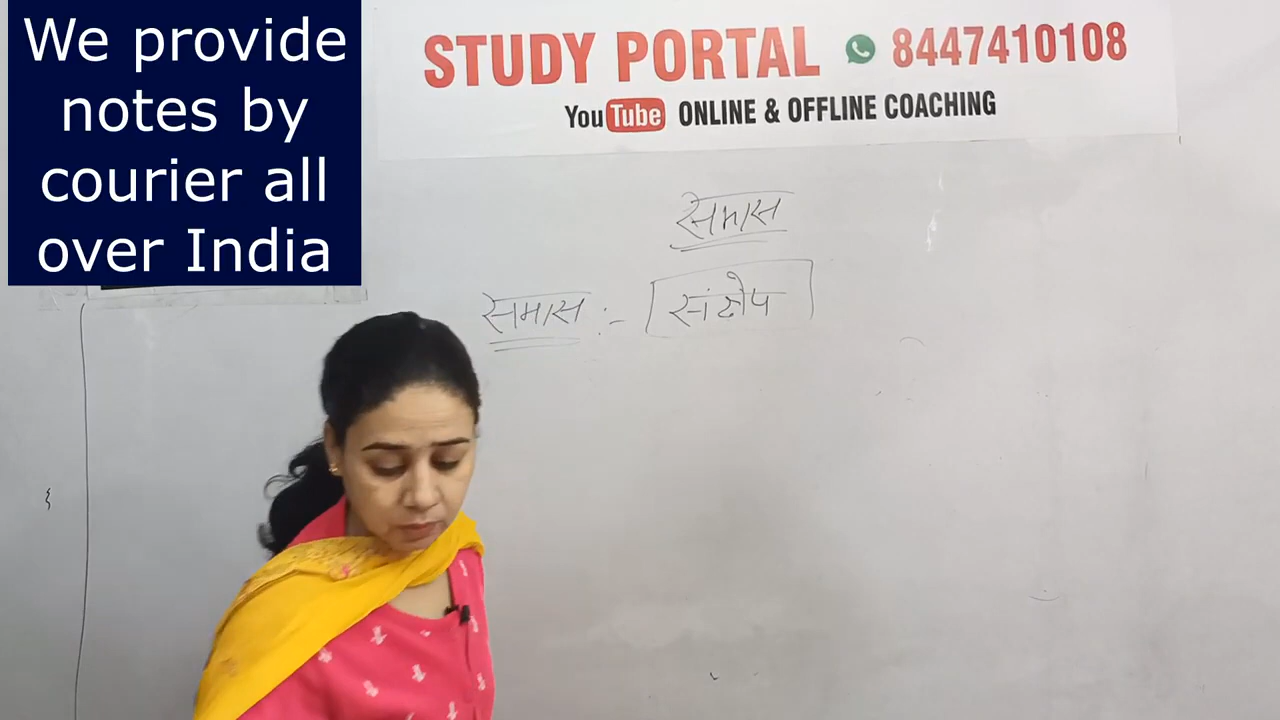 We provide
notes by
courier all
over India
STUDY PORTAL 8447410108
YouTube ONLINE & OFFLINE COACHING
समास
समास :- संक्षेप